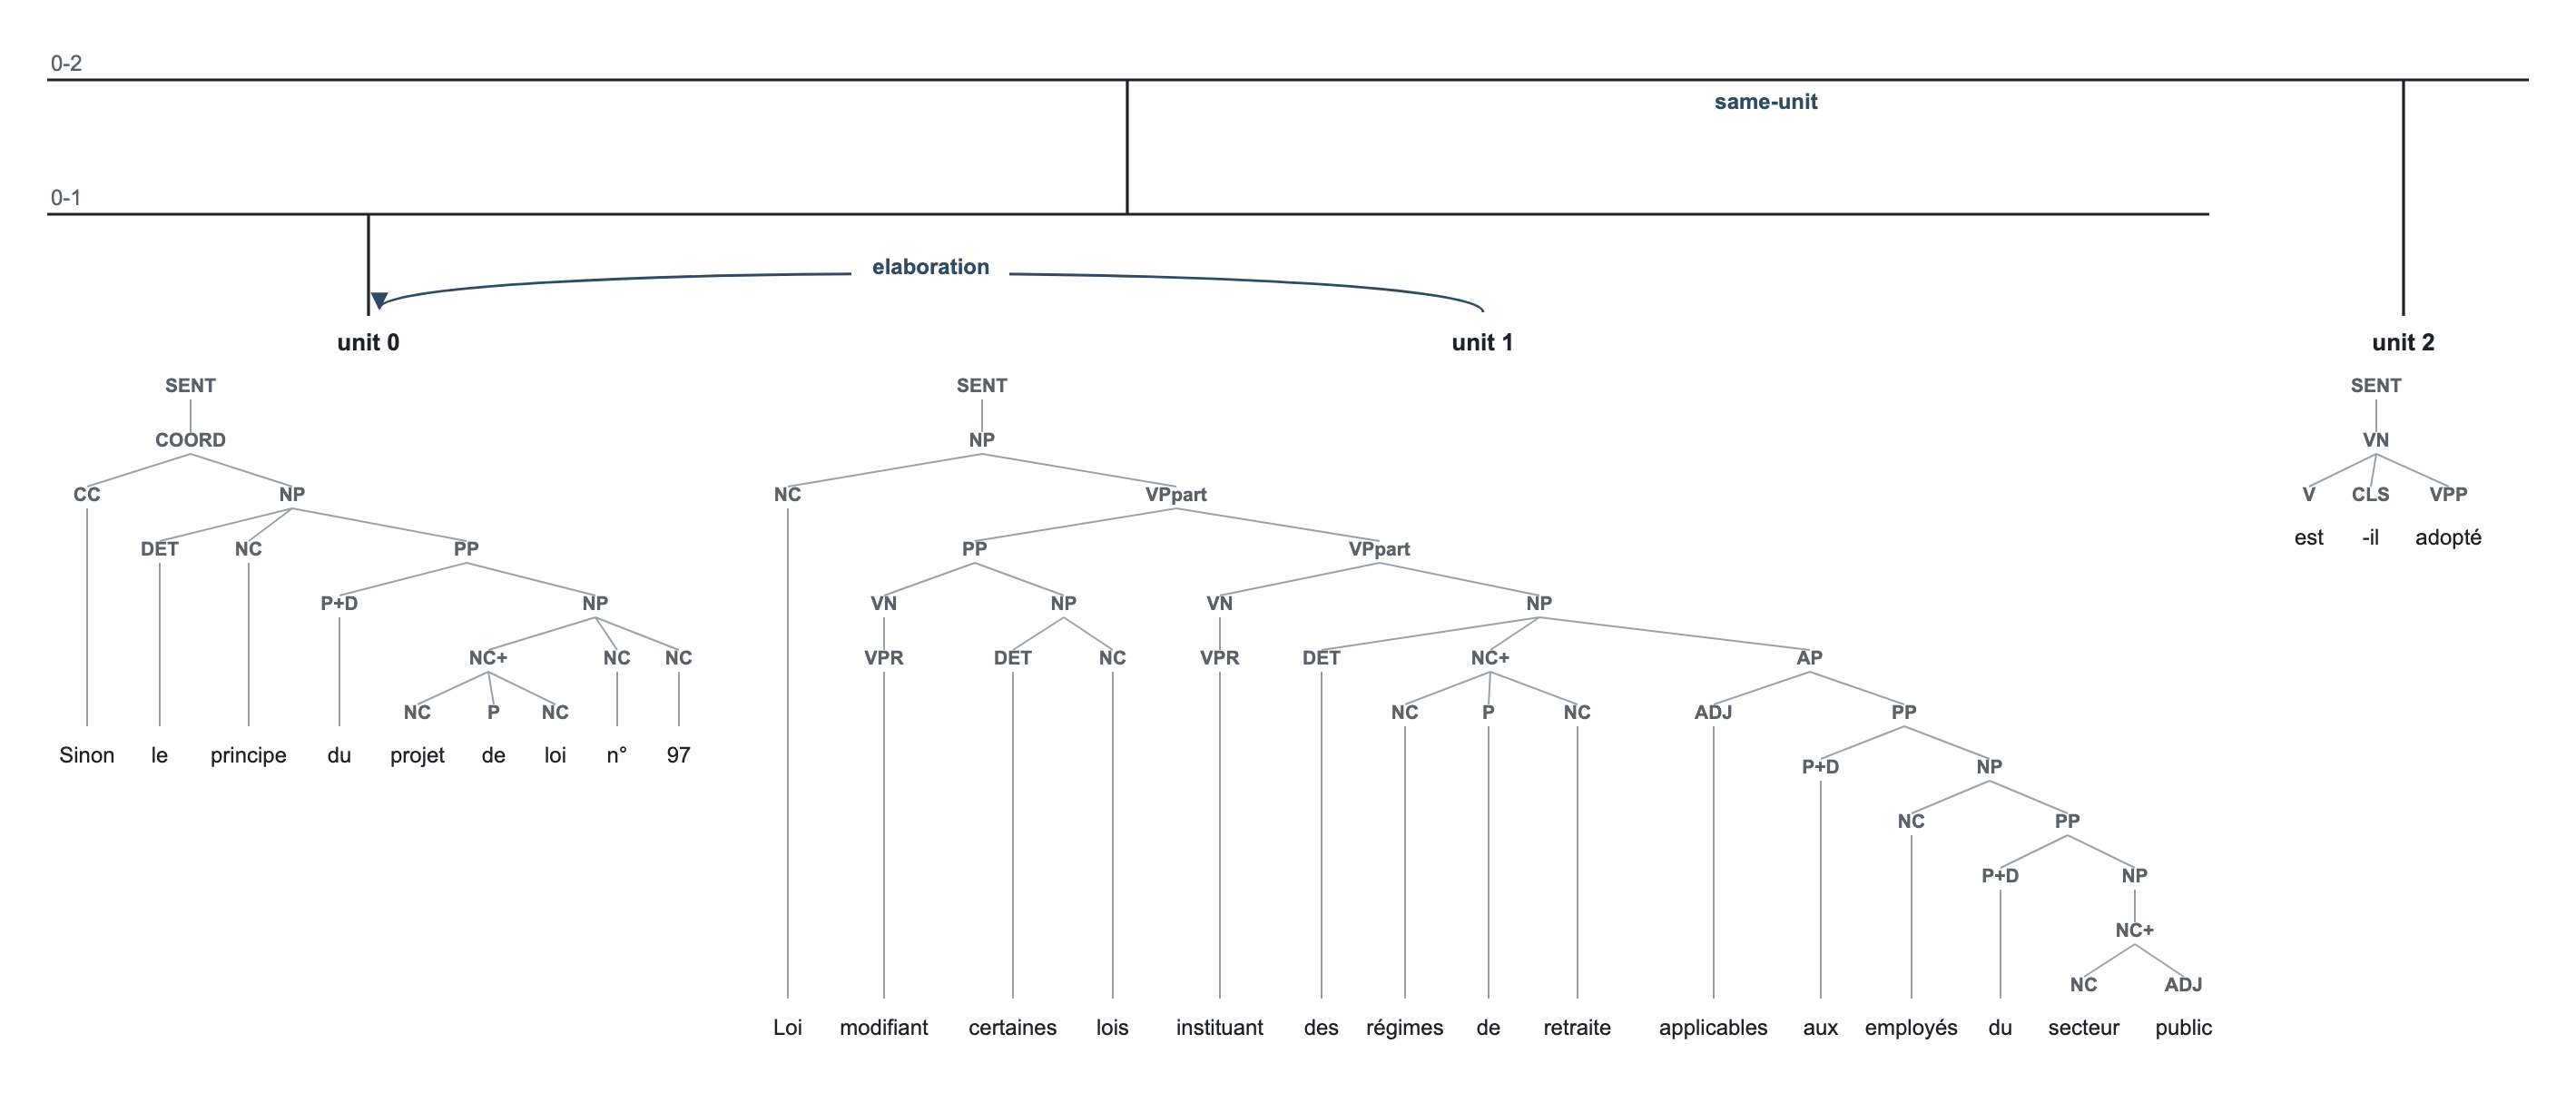 0-2
same-unit
0-1
elaboration
unit 0 unit 1 unit 2
SENT SENT SENT
COORD NP VN
CC NP NC VPpart V CLS VPP
est -il adopté
DET NC PP PP VPpart
P+D NP VN NP VN NP
NC+ NC NC VPR DET NC VPR DET NC+ AP
NC P NC NC P NC ADJ PP
Sinon le principe du projet de loi n° 97
P+D NP
NC PP
P+D NP
NC+
NC ADJ
Loi modifiant certaines lois instituant des régimes de retraite applicables aux employés du secteur public